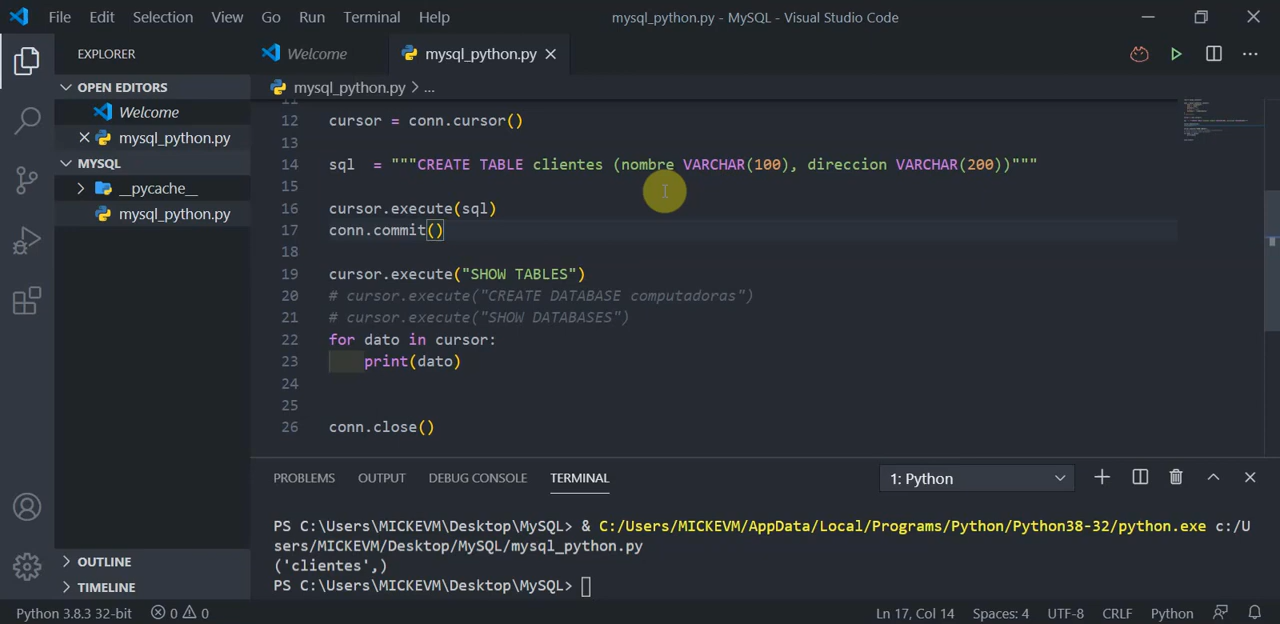 File Edit Selection View Go Run Terminal Help mysql_python.py - MySQL - Visual Studio Code
EXPLORER
Welcome
mysql_python.py
OPEN EDITORS
Welcome
mysql_python.py
MYSQL
__pycache__
mysql_python.py
OUTLINE
TIMELINE
mysql_python.py > ...
11
12 cursor = conn.cursor()
13
14 sql = """CREATE TABLE clientes (nombre VARCHAR(100), direccion VARCHAR(200))"""
15
16 cursor.execute(sql)
17 conn.commit()
18
19 cursor.execute("SHOW TABLES")
20 # cursor.execute("CREATE DATABASE computadoras")
21 # cursor.execute("SHOW DATABASES")
22 for dato in cursor:
23     print(dato)
24
25
26 conn.close()
PROBLEMS OUTPUT DEBUG CONSOLE TERMINAL 1: Python
PS C:\Users\MICKEVM\Desktop\MySQL> & C:/Users/MICKEVM/AppData/Local/Programs/Python/Python38-32/python.exe c:/U
sers/MICKEVM/Desktop/MySQL/mysql_python.py
('clientes',)
PS C:\Users\MICKEVM\Desktop\MySQL>
Python 3.8.3 32-bit 0 0 Ln 17, Col 14 Spaces: 4 UTF-8 CRLF Python